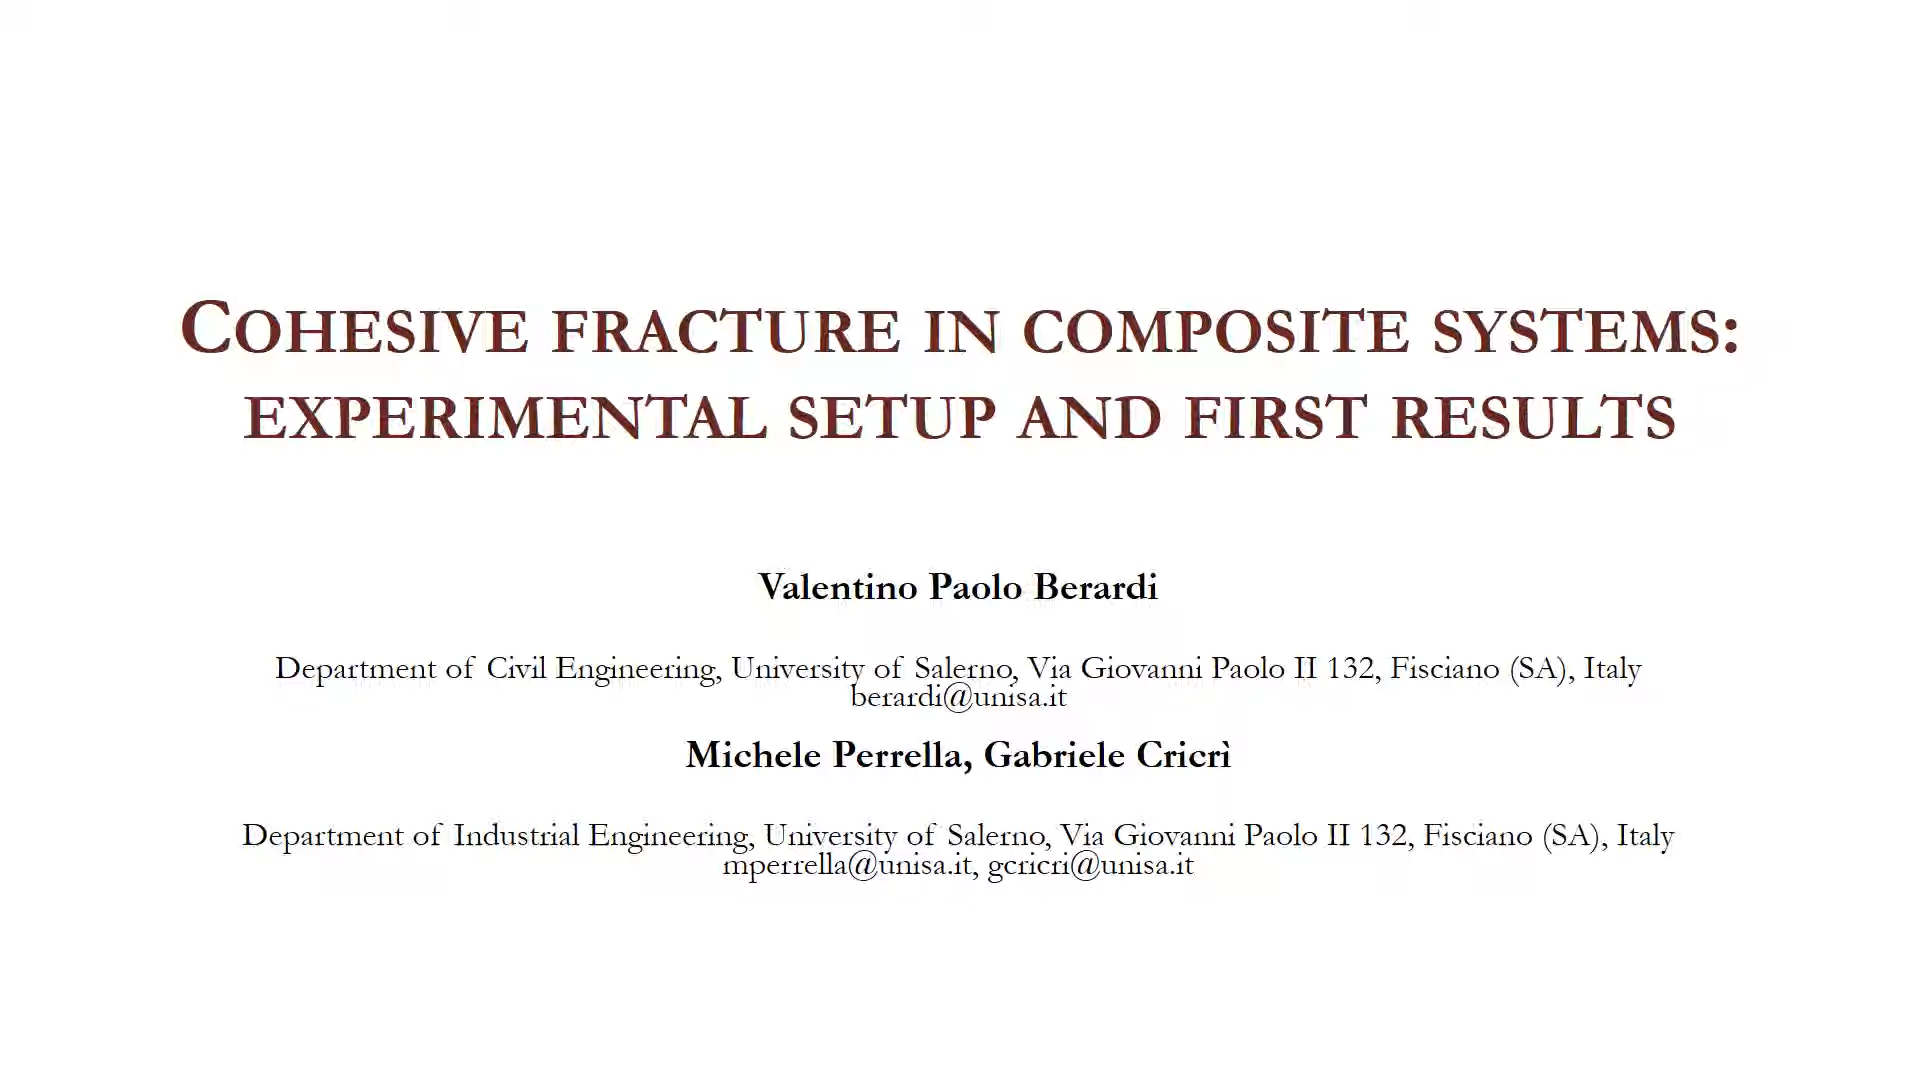 COHESIVE FRACTURE IN COMPOSITE SYSTEMS:
EXPERIMENTAL SETUP AND FIRST RESULTS
Valentino Paolo Berardi
Department of Civil Engineering, University of Salerno, Via Giovanni Paolo II 132, Fisciano (SA), Italy
berardi@unisa.it
Michele Perrella, Gabriele Cricrì
Department of Industrial Engineering, University of Salerno, Via Giovanni Paolo II 132, Fisciano (SA), Italy
mperrella@unisa.it, gcricri@unisa.it